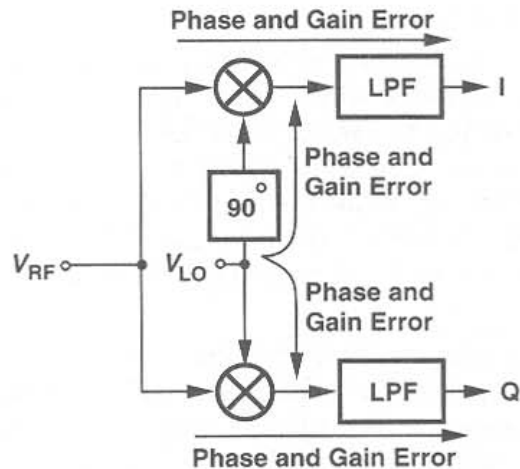 Phase and Gain Error
LPF
I
Phase and
Gain Error
90°
V_RF
V_LO
Phase and
Gain Error
LPF
Q
Phase and Gain Error